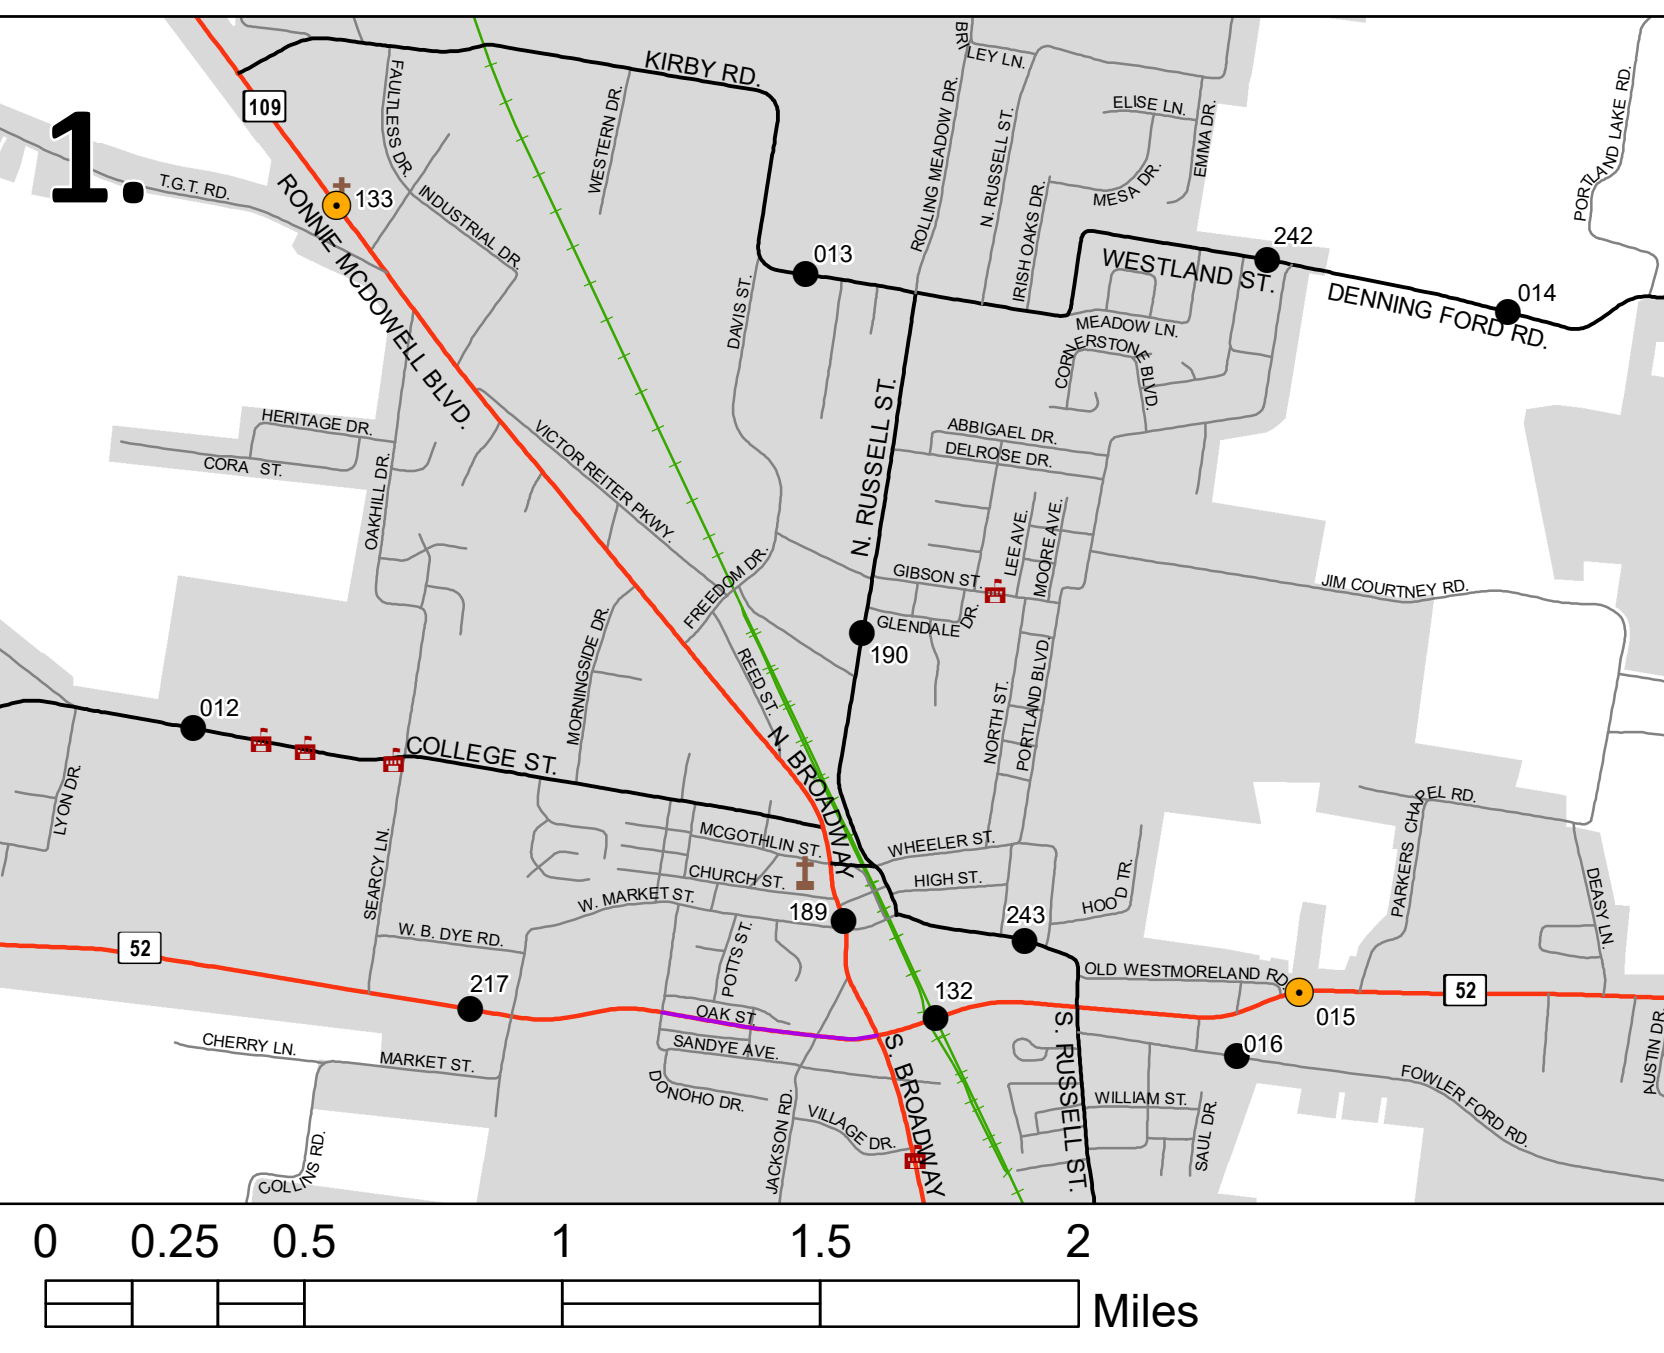 1.
KIRBY RD.
109
FAULTLESS DR.
WESTERN DR.
BRILEY LN.
ROLLING MEADOW DR.
N. RUSSELL ST.
IRISH OAKS DR.
ELISE LN.
EMMA DR.
MESA DR.
PORTLAND LAKE RD.
T.G.T. RD.
133
INDUSTRIAL DR.
RONNIE MCDOWELL BLVD.
013
242
WESTLAND ST.
014
DENNING FORD RD.
DAVIS ST.
MEADOW LN.
CORNERSTONE BLVD.
HERITAGE DR.
CORA ST.
OAKHILL DR.
VICTOR REITER PKWY.
N. RUSSELL ST.
ABBIGAEL DR.
DELROSE DR.
LEE AVE.
MOORE AVE.
GIBSON ST.
JIM COURTNEY RD.
FREEDOM DR.
GLENDALE DR.
190
MORNINGSIDE DR.
REED ST.
NORTH ST.
PORTLAND BLVD.
012
COLLEGE ST.
N. BROADWAY
LYON DR.
SEARCY LN.
MCGOTHLIN ST.
WHEELER ST.
CHURCH ST.
HIGH ST.
W. MARKET ST.
189
243
HOOD TR.
PARKERS CHAPEL RD.
DEASY LN.
W. B. DYE RD.
52
217
POTTS ST.
132
OLD WESTMORELAND RD.
52
015
OAK ST.
SANDYE AVE.
S. BROADWAY
S. RUSSELL ST.
016
CHERRY LN.
MARKET ST.
DONOHO DR.
JACKSON RD.
VILLAGE DR.
WILLIAM ST.
SAUL DR.
FOWLER FORD RD.
AUSTIN DR.
COLLINS RD.
0 0.25 0.5 1 1.5 2
Miles